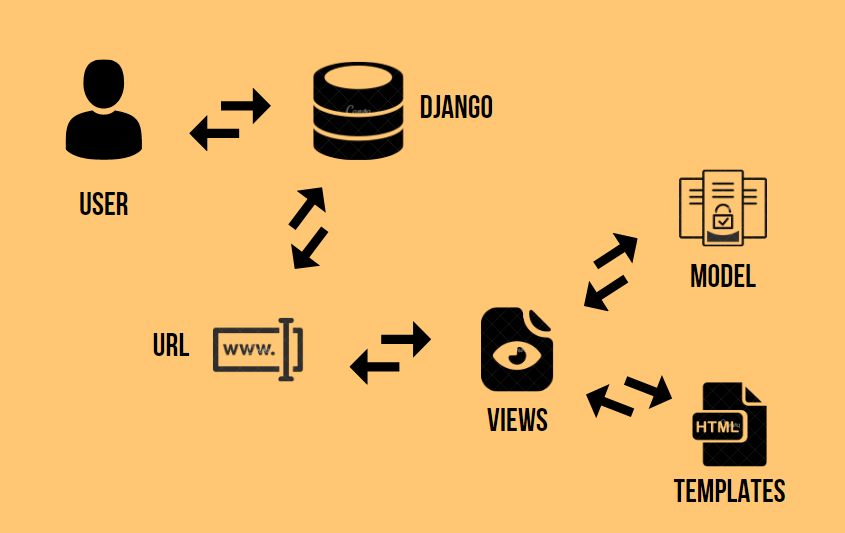 DJANGO
USER
MODEL
URL
www.
VIEWS
HTML
TEMPLATES